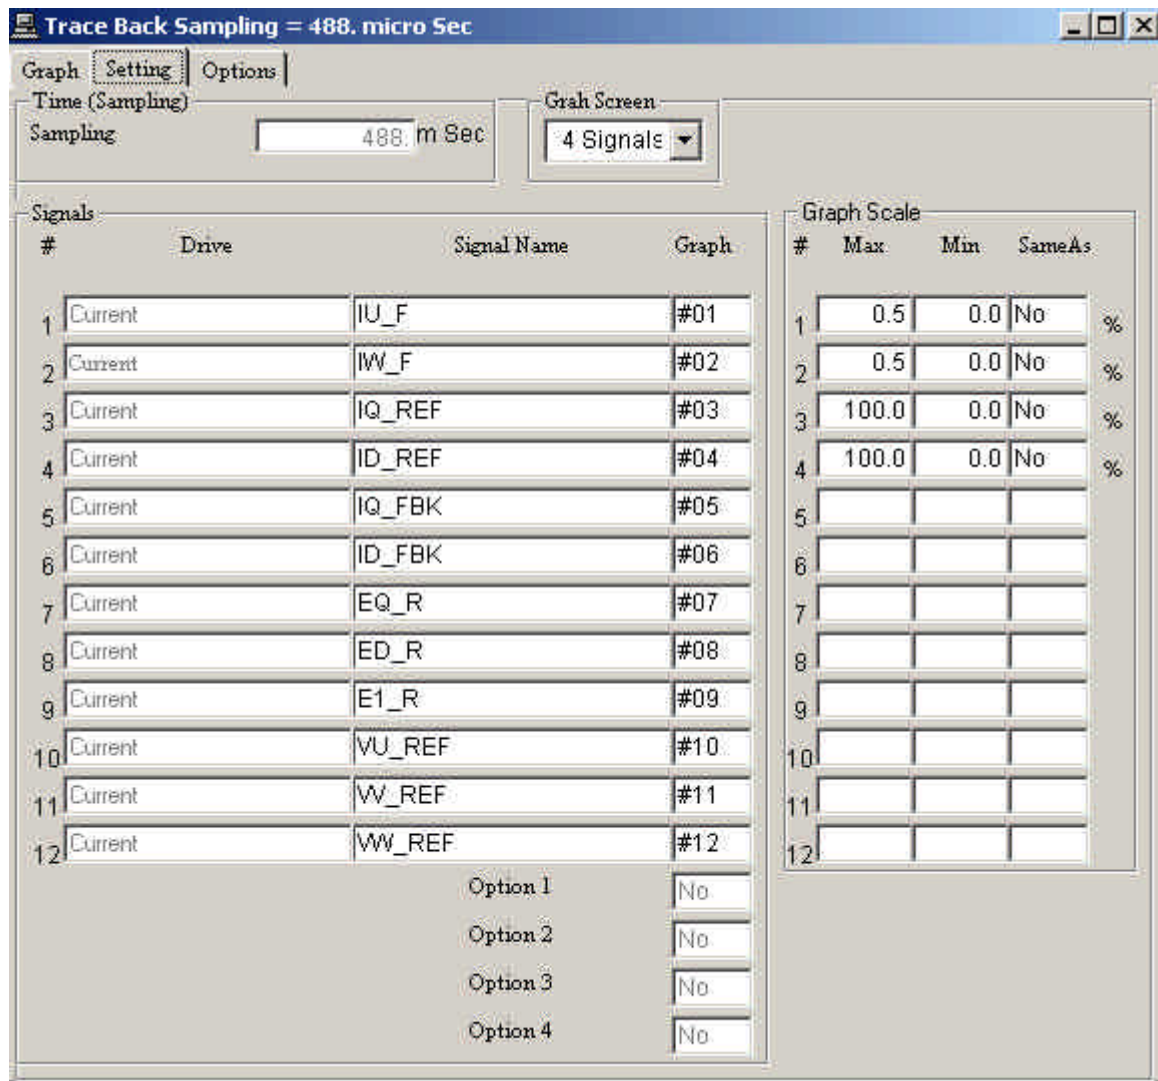 Trace Back Sampling = 488. micro Sec
Graph Setting Options
Time (Sampling) Grah Screen
Sampling 488. m Sec 4 Signals
Signals Graph Scale
# Drive Signal Name Graph # Max Min SameAs
1 Current IU_F #01 1 0.5 0.0 No %
2 Current IW_F #02 2 0.5 0.0 No %
3 Current IQ_REF #03 3 100.0 0.0 No %
4 Current ID_REF #04 4 100.0 0.0 No %
5 Current IQ_FBK #05 5
6 Current ID_FBK #06 6
7 Current EQ_R #07 7
8 Current ED_R #08 8
9 Current E1_R #09 9
10 Current VU_REF #10 10
11 Current VV_REF #11 11
12 Current VW_REF #12 12
Option 1 No
Option 2 No
Option 3 No
Option 4 No